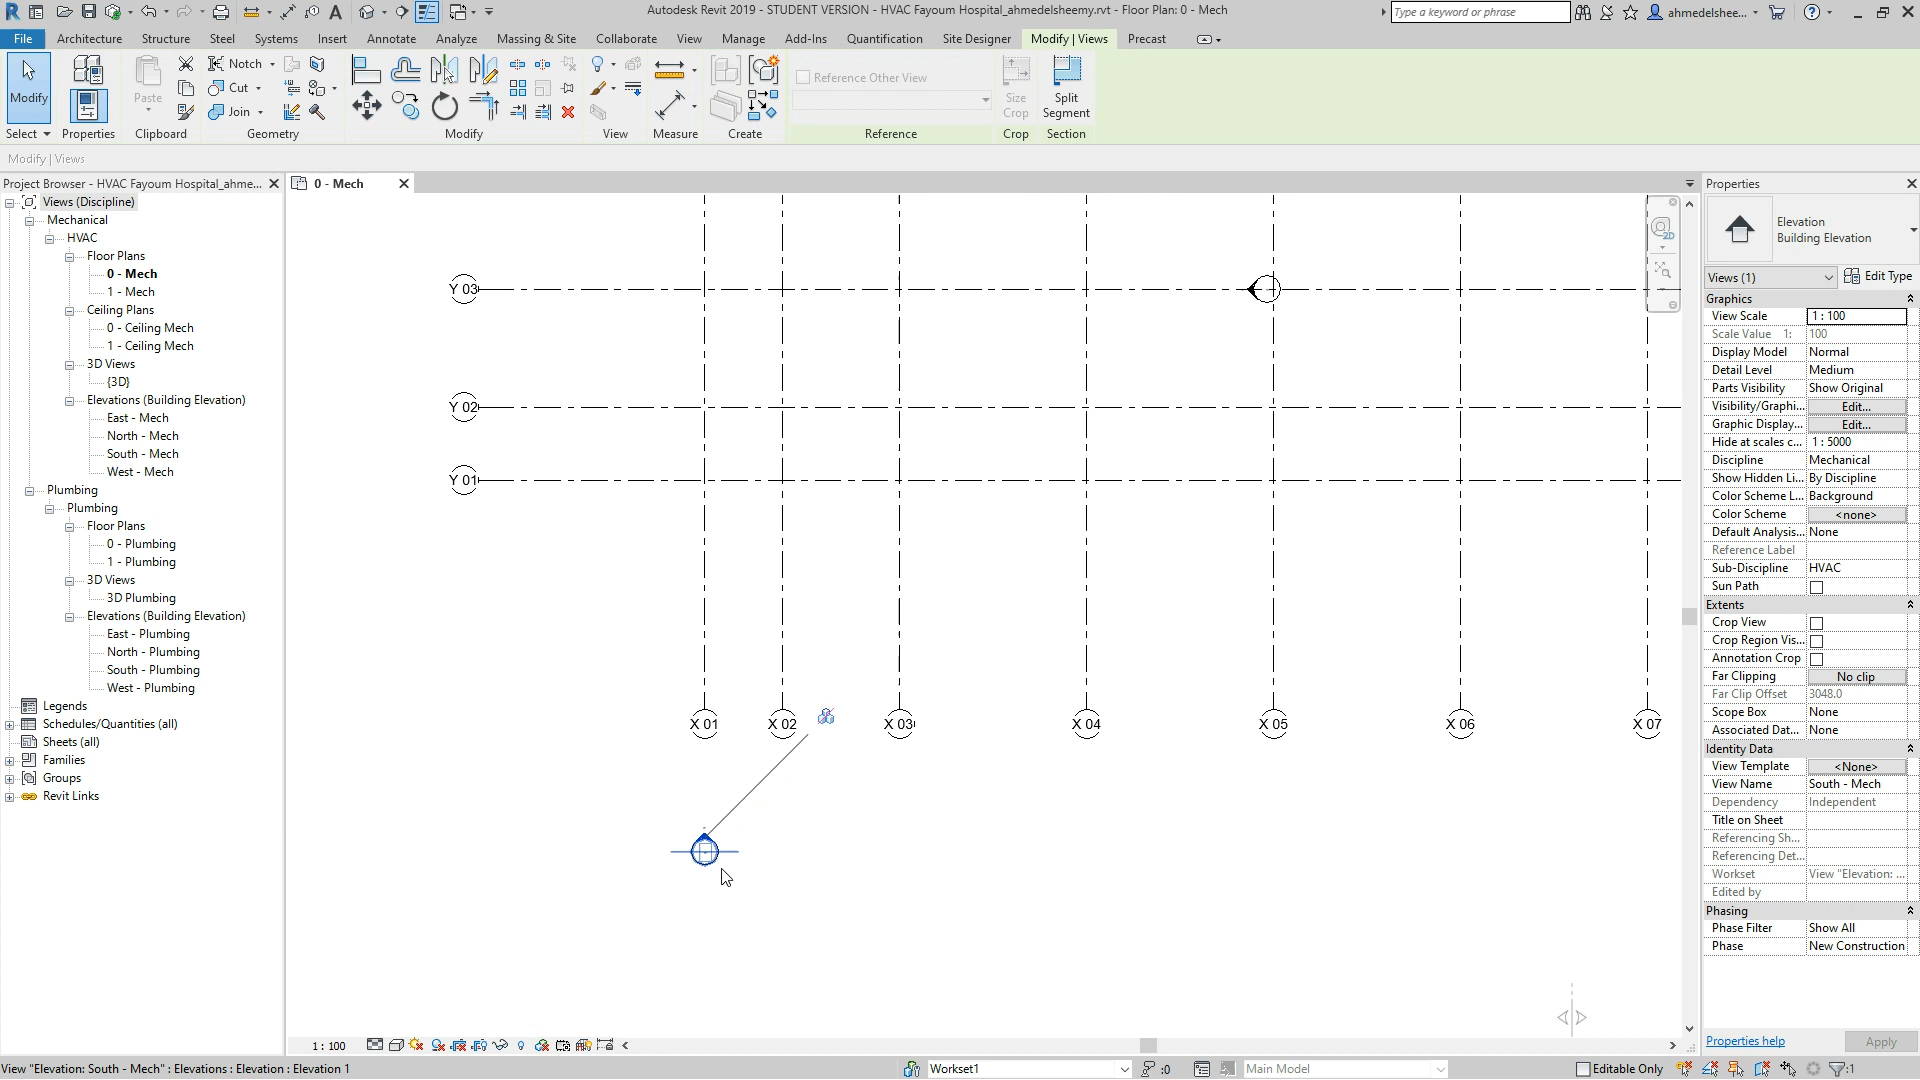 Autodesk Revit 2019 - STUDENT VERSION - HVAC Fayoum Hospital_ahmedelsheemy.rvt - Floor Plan: 0 - Mech
Type a keyword or phrase
ahmedelshee...
File Architecture Structure Steel Systems Insert Annotate Analyze Massing & Site Collaborate View Manage Add-Ins Quantification Site Designer Modify | Views Precast
Modify
Paste
Notch
Cut
Join
Reference Other View
Size Crop
Split Segment
Select Properties Clipboard Geometry Modify View Measure Create Reference Crop Section
Modify | Views
Project Browser - HVAC Fayoum Hospital_ahme...
Views (Discipline)
Mechanical
HVAC
Floor Plans
0 - Mech
1 - Mech
Ceiling Plans
0 - Ceiling Mech
1 - Ceiling Mech
3D Views
{3D}
Elevations (Building Elevation)
East - Mech
North - Mech
South - Mech
West - Mech
Plumbing
Plumbing
Floor Plans
0 - Plumbing
1 - Plumbing
3D Views
3D Plumbing
Elevations (Building Elevation)
East - Plumbing
North - Plumbing
South - Plumbing
West - Plumbing
Legends
Schedules/Quantities (all)
Sheets (all)
Families
Groups
Revit Links
0 - Mech
Y 03
Y 02
Y 01
X 01 X 02 X 03 X 04 X 05 X 06 X 07
2D
1 : 100
Properties
Elevation
Building Elevation
Views (1) Edit Type
Graphics
View Scale 1 : 100
Scale Value 1: 100
Display Model Normal
Detail Level Medium
Parts Visibility Show Original
Visibility/Graphi... Edit...
Graphic Display... Edit...
Hide at scales c... 1 : 5000
Discipline Mechanical
Show Hidden Li... By Discipline
Color Scheme L... Background
Color Scheme <none>
Default Analysis... None
Reference Label
Sub-Discipline HVAC
Sun Path
Extents
Crop View
Crop Region Vis...
Annotation Crop
Far Clipping No clip
Far Clip Offset 3048.0
Scope Box None
Associated Dat... None
Identity Data
View Template <None>
View Name South - Mech
Dependency Independent
Title on Sheet
Referencing Sh...
Referencing Det...
Workset View "Elevation: ...
Edited by
Phasing
Phase Filter Show All
Phase New Construction
Properties help Apply
View "Elevation: South - Mech" : Elevations : Elevation : Elevation 1
Workset1 :0 Main Model Editable Only :1